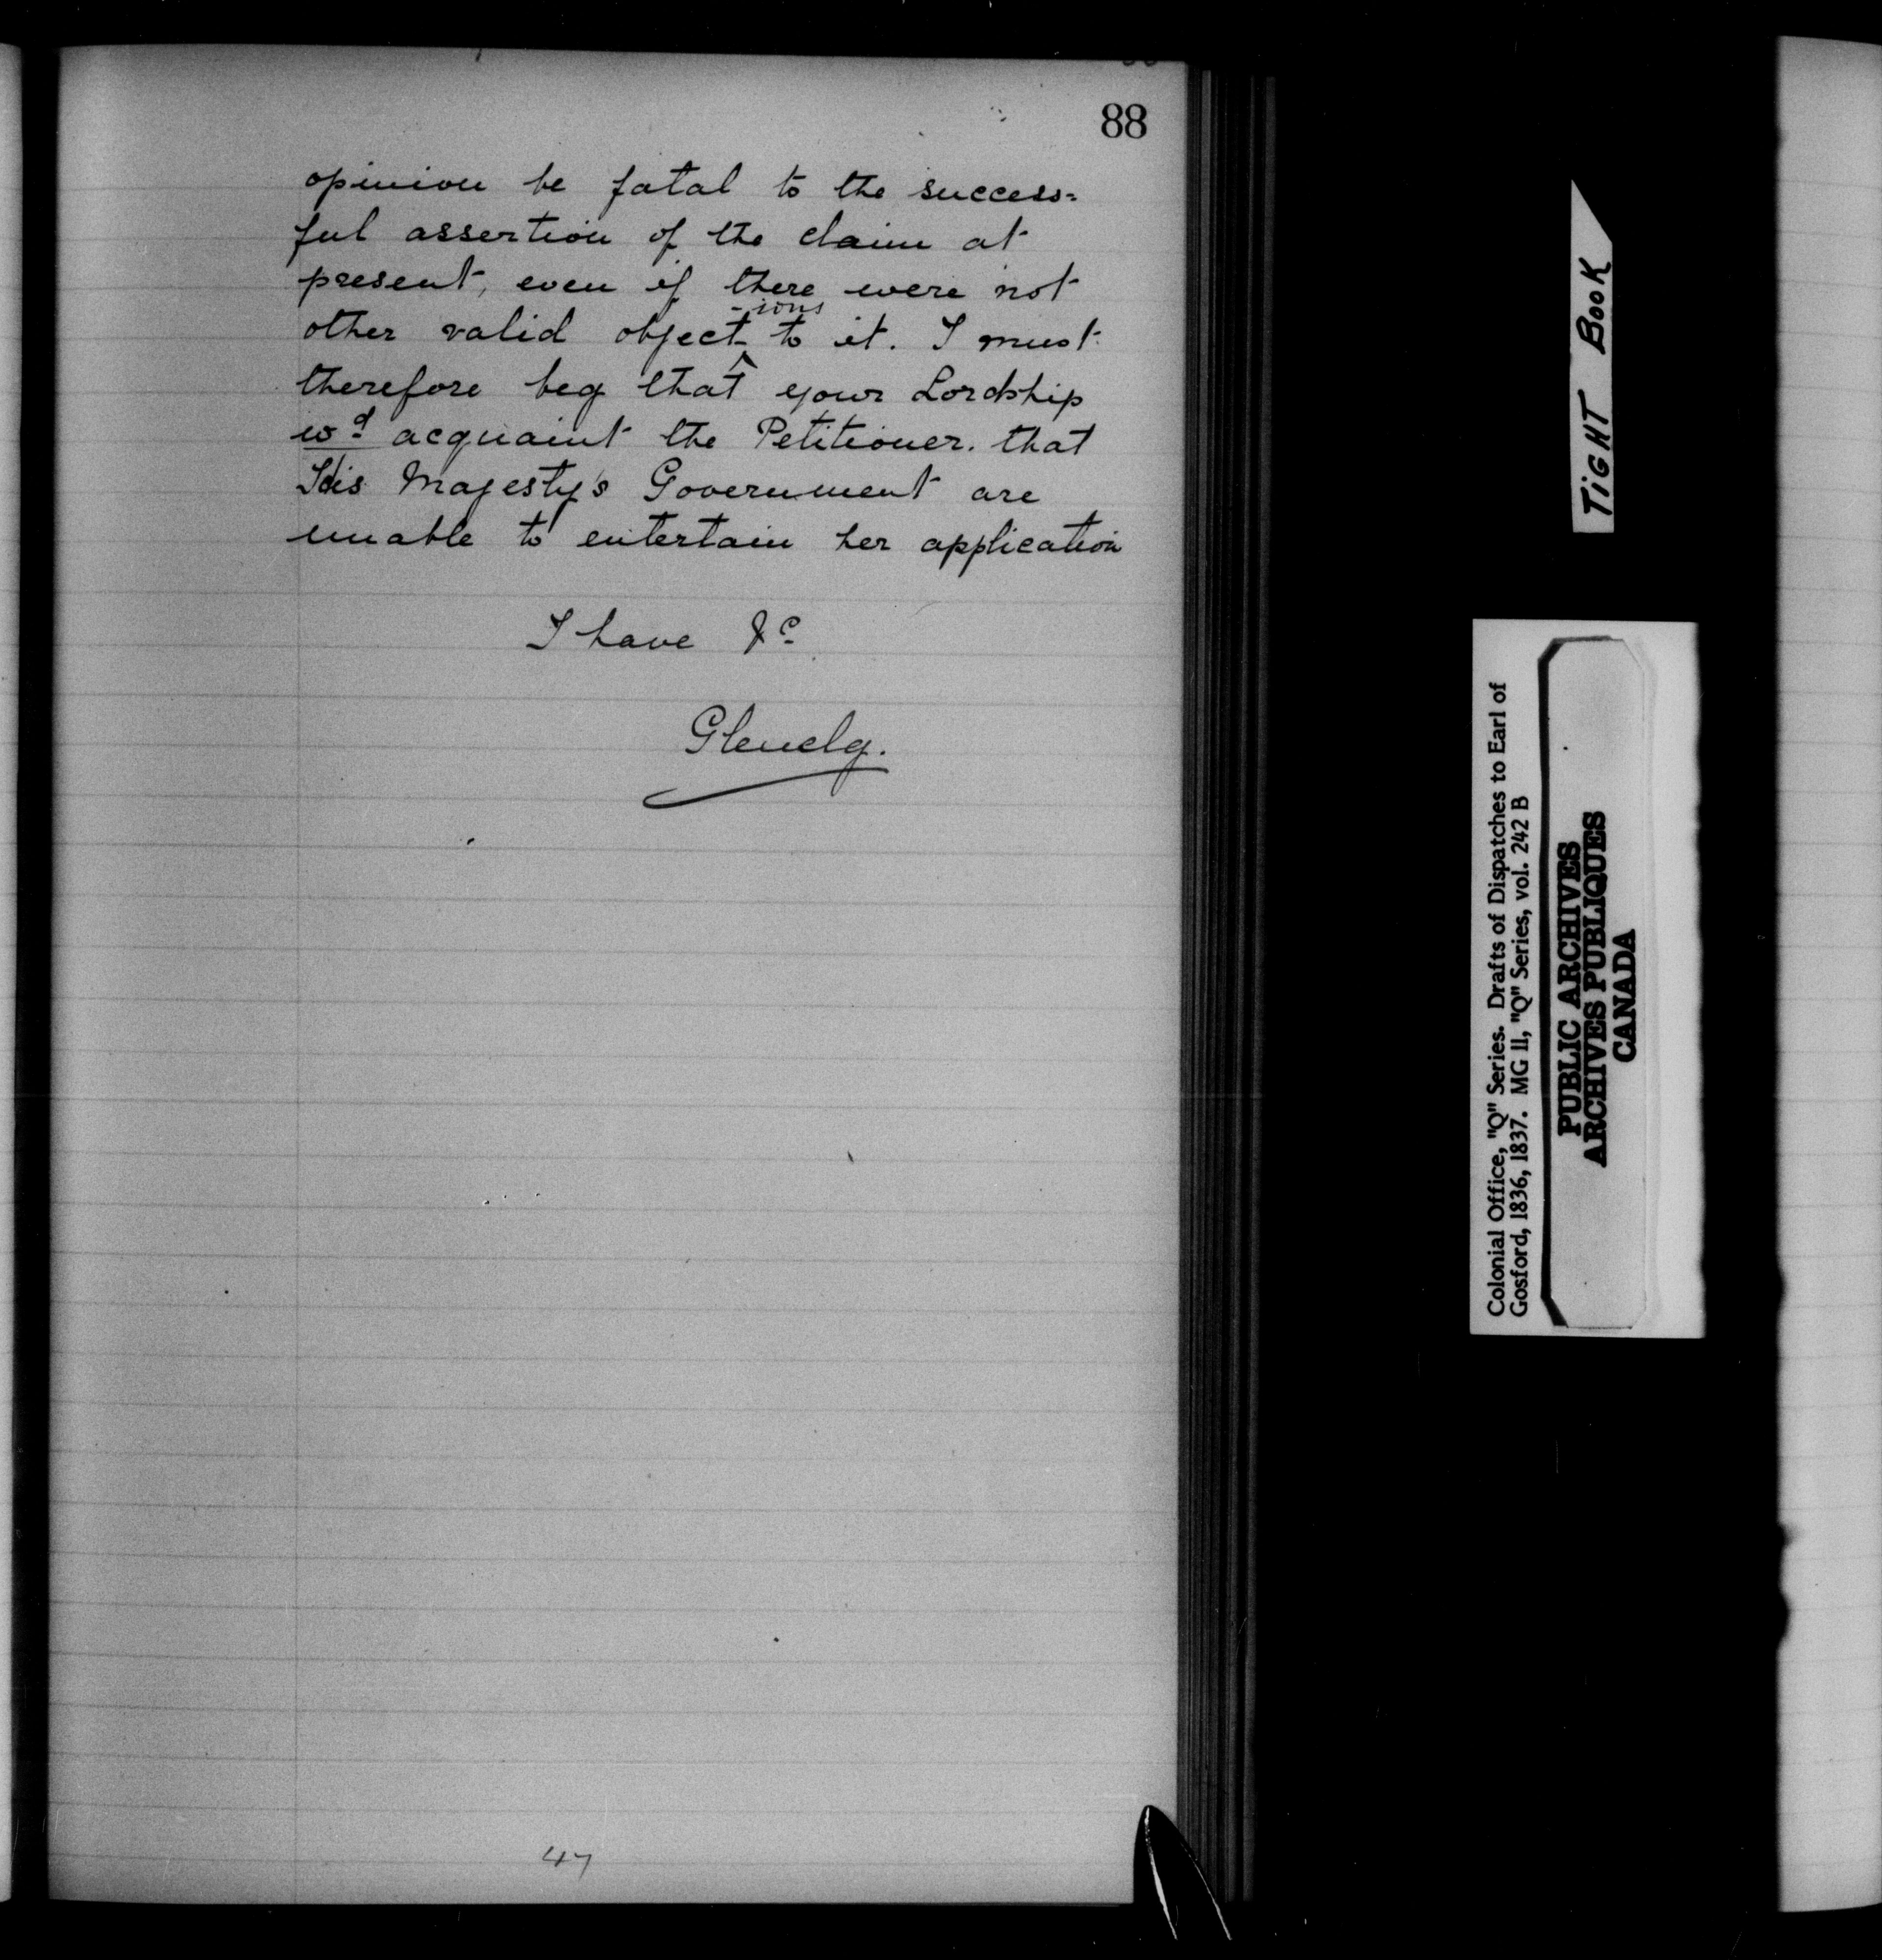 88
opinion be fatal to the success=
ful assertion of the claim at
present, even if there were not
other valid object-ions to it. I must
therefore beg that your Lordship
wd acquaint the Petitioner. that
His Majesty's Government are
unable to entertain her application
I have &c
Glenelg.
47
TIGHT BOOK
Colonial Office, "Q" Series. Drafts of Dispatches to Earl of
Gosford, 1836, 1837. MG 11, "Q" Series, vol. 242 B
PUBLIC ARCHIVES
ARCHIVES PUBLIQUES
CANADA